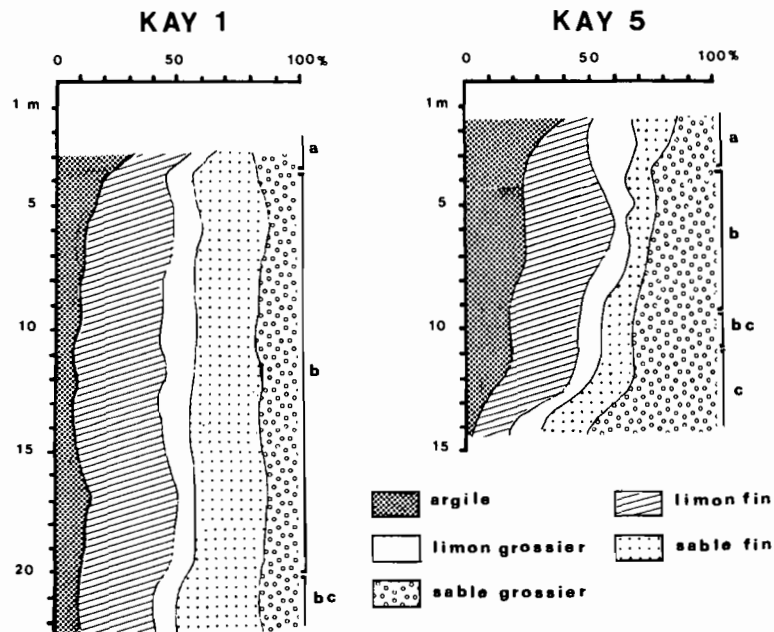 KAY 1
0 50 100%
1 m
5
10
15
20
a
b
bc
KAY 5
0 50 100%
1 m
5
10
15
a
b
bc
c
argile
limon fin
limon grossier
sable fin
sable grossier